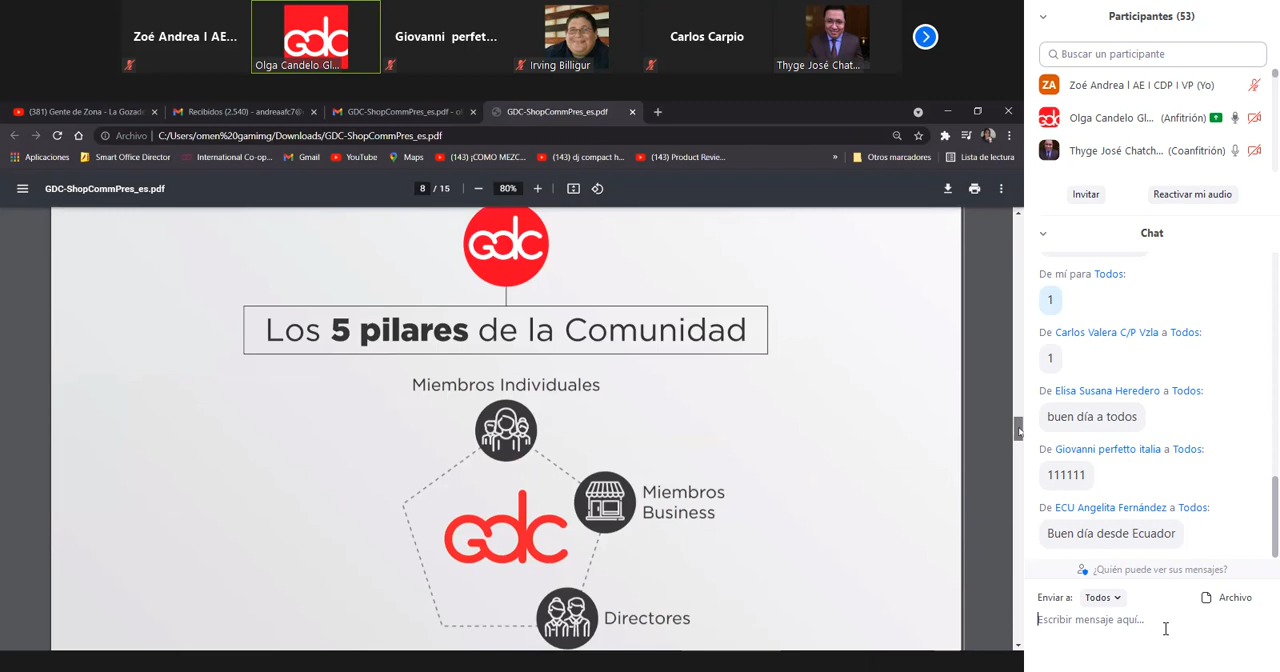 Zoé Andrea l AE...
gdc
Olga Candelo Gl...
Giovanni perfet...
Irving Billigur
Carlos Carpio
Thyge José Chat...
(381) Gente de Zona - La Gozade
Recibidos (2.540) - andreaafc7@
GDC-ShopCommPres_es.pdf - of
GDC-ShopCommPres_es.pdf
Archivo
C:/Users/omen%20gamimg/Downloads/GDC-ShopCommPres_es.pdf
Aplicaciones
Smart Office Director
International Co-op...
Gmail
YouTube
Maps
(143) ¡COMO MEZC...
(143) dj compact h...
(143) Product Revie...
»
Otros marcadores
Lista de lectura
GDC-ShopCommPres_es.pdf
8 / 15
80%
gdc
Los 5 pilares de la Comunidad
Miembros Individuales
Miembros
Business
gdc
Directores
Participantes (53)
Buscar un participante
ZA Zoé Andrea l AE l CDP l VP (Yo)
gdc Olga Candelo Gl... (Anfitrión)
Thyge José Chatch... (Coanfitrión)
Invitar
Reactivar mi audio
Chat
De mí para Todos:
1
De Carlos Valera C/P Vzla a Todos:
1
De Elisa Susana Heredero a Todos:
buen día a todos
De Giovanni perfetto italia a Todos:
111111
De ECU Angelita Fernández a Todos:
Buen día desde Ecuador
¿Quién puede ver sus mensajes?
Enviar a: Todos
Archivo
Escribir mensaje aquí...